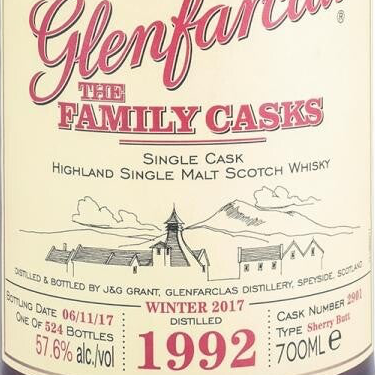 Glenfarclas
®
THE
FAMILY CASKS
SINGLE CASK
HIGHLAND SINGLE MALT SCOTCH WHISKY
DISTILLED & BOTTLED BY J&G GRANT, GLENFARCLAS DISTILLERY, SPEYSIDE, SCOTLAND
BOTTLING DATE 06/11/17
ONE OF 524 BOTTLES
57.6% alc./vol
WINTER 2017
DISTILLED
1992
CASK NUMBER 2901
TYPE Sherry Butt
700ML e